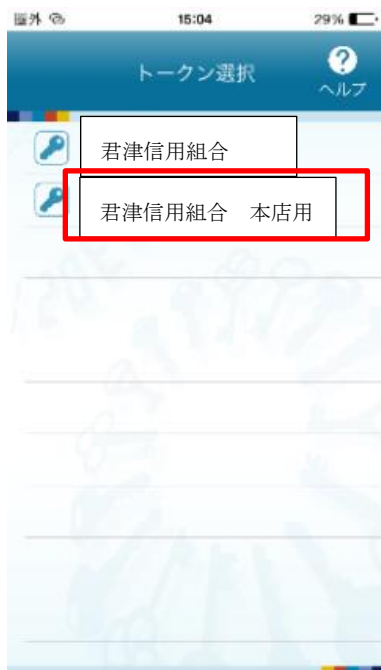 圏外 15:04 29%
トークン選択
?
ヘルプ
君津信用組合
君津信用組合　本店用